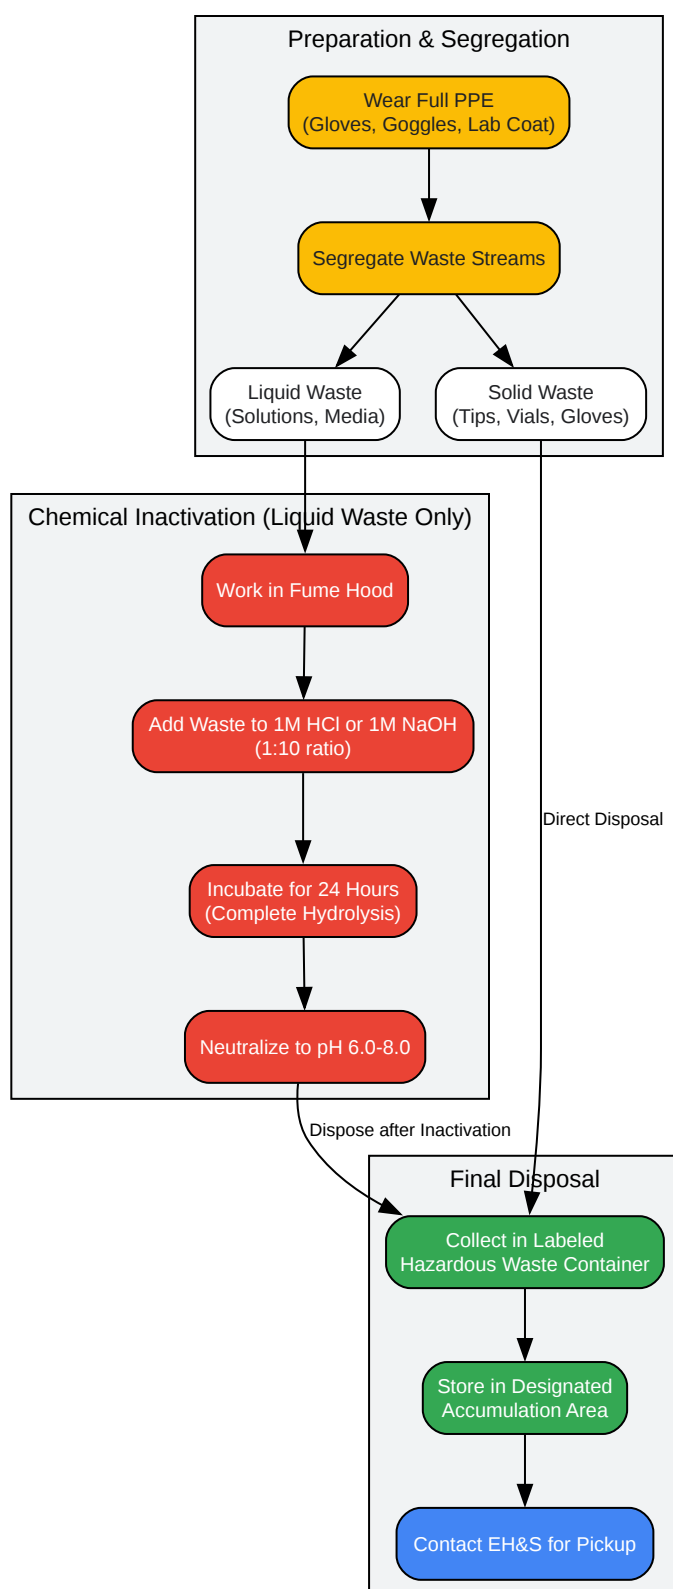 Preparation & Segregation
Wear Full PPE
(Gloves, Goggles, Lab Coat)
Segregate Waste Streams
Liquid Waste
(Solutions, Media)
Solid Waste
(Tips, Vials, Gloves)
Chemical Inactivation (Liquid Waste Only)
Work in Fume Hood
Add Waste to 1M HCl or 1M NaOH
(1:10 ratio)
Direct Disposal
Incubate for 24 Hours
(Complete Hydrolysis)
Neutralize to pH 6.0-8.0
Dispose after Inactivation
Final Disposal
Collect in Labeled
Hazardous Waste Container
Store in Designated
Accumulation Area
Contact EH&S for Pickup